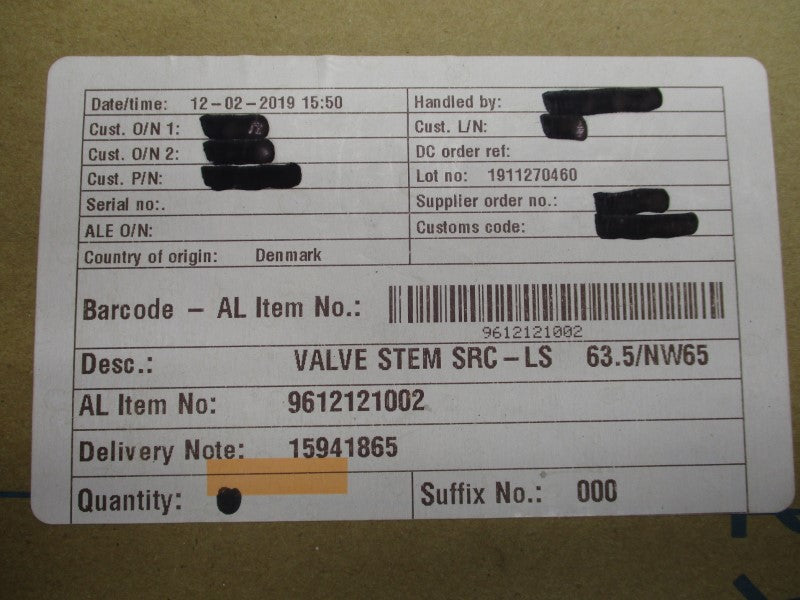 Date/time: 12-02-2019 15:50 Handled by:
Cust. O/N 1: Cust. L/N:
Cust. O/N 2: DC order ref:
Cust. P/N: Lot no: 1911270460
Serial no:. Supplier order no.:
ALE O/N: Customs code:
Country of origin: Denmark
Barcode - AL Item No.:
9612121002
Desc.: VALVE STEM SRC-LS 63.5/NW65
AL Item No: 9612121002
Delivery Note: 15941865
Quantity: Suffix No.: 000